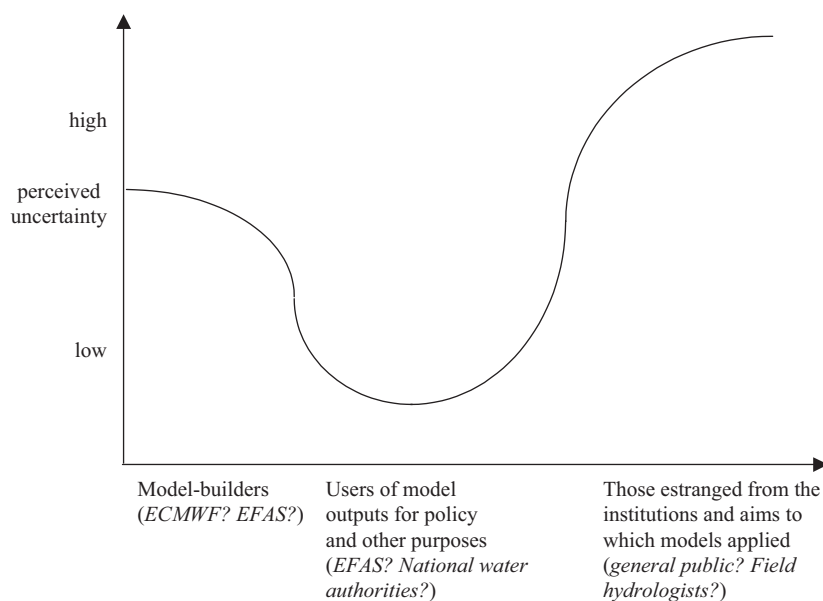 high
perceived
uncertainty
low
Model-builders
(ECMWF? EFAS?)
Users of model
outputs for policy
and other purposes
(EFAS? National water
authorities?)
Those estranged from the
institutions and aims to
which models applied
(general public? Field
hydrologists?)